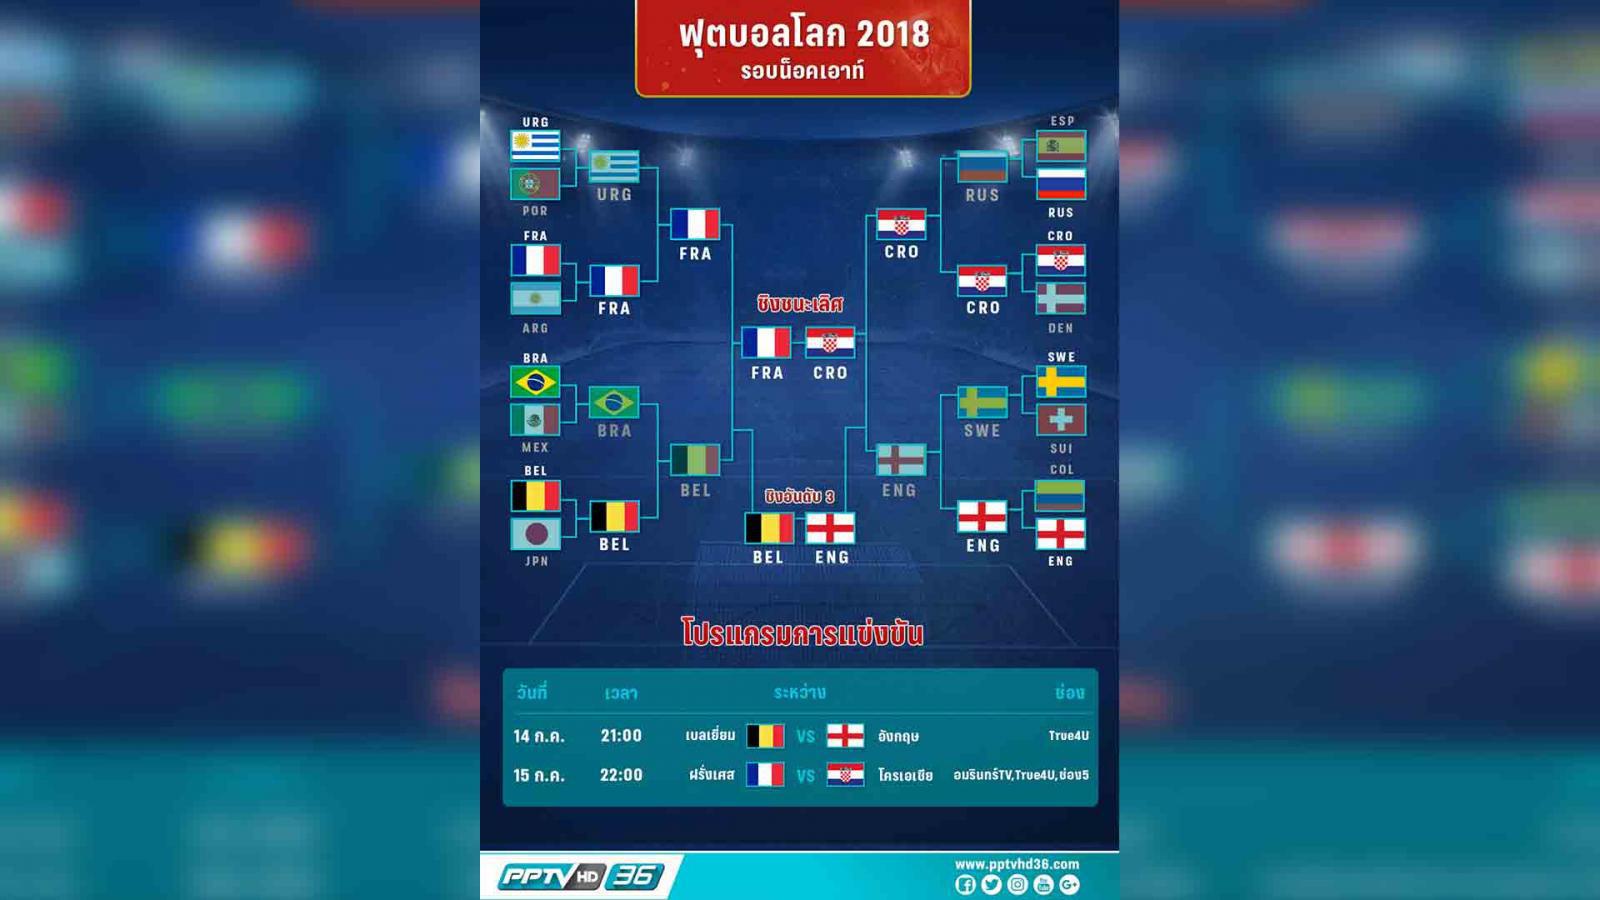 ฟุตบอลโลก 2018
รอบน็อคเอาท์
URG
POR
URG
FRA
ARG
FRA
FRA
BRA
MEX
BRA
BEL
JPN
BEL
BEL
ชิงชนะเลิศ
FRA CRO
ชิงอันดับ 3
BEL ENG
CRO
RUS
ESP
RUS
CRO
CRO
DEN
ENG
SWE
SWE
SUI
ENG
COL
ENG
โปรแกรมการแข่งขัน
วันที่ เวลา ระหว่าง ช่อง
14 ก.ค. 21:00 เบลเยี่ยม VS อังกฤษ True4U
15 ก.ค. 22:00 ฝรั่งเศส VS โครเอเชีย อมรินทร์TV,True4U,ช่อง5
PPTV HD 36
www.pptvhd36.com